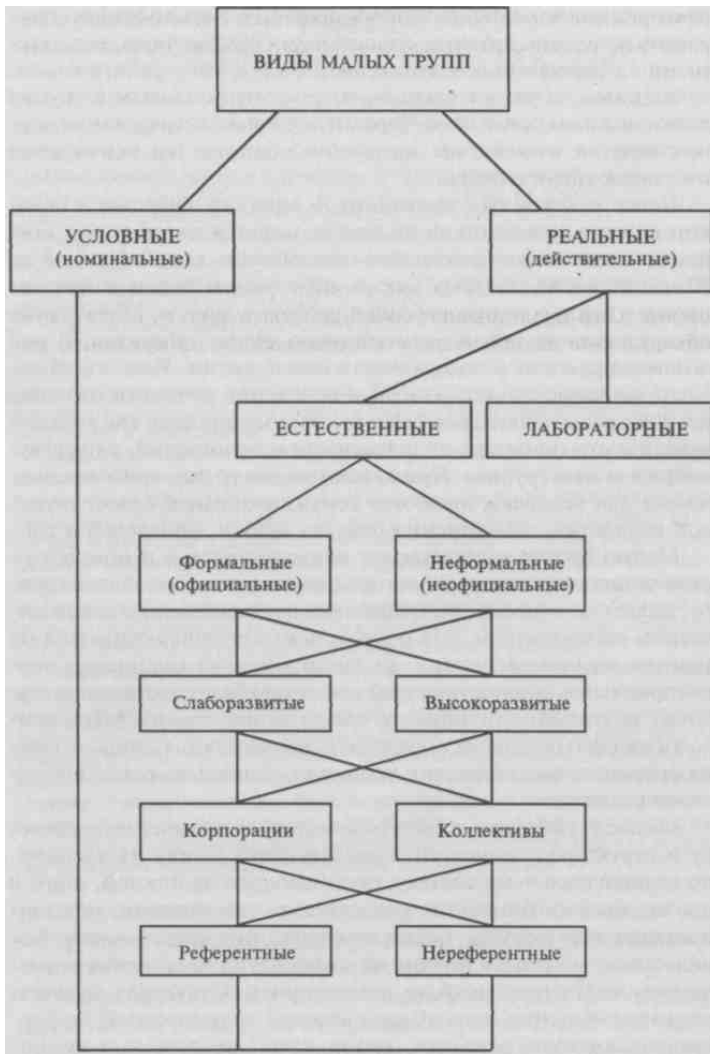 ВИДЫ МАЛЫХ ГРУПП
УСЛОВНЫЕ
(номинальные)
РЕАЛЬНЫЕ
(действительные)
ЕСТЕСТВЕННЫЕ
ЛАБОРАТОРНЫЕ
Формальные
(официальные)
Неформальные
(неофициальные)
Слаборазвитые
Высокоразвитые
Корпорации
Коллективы
Референтные
Нереферентные